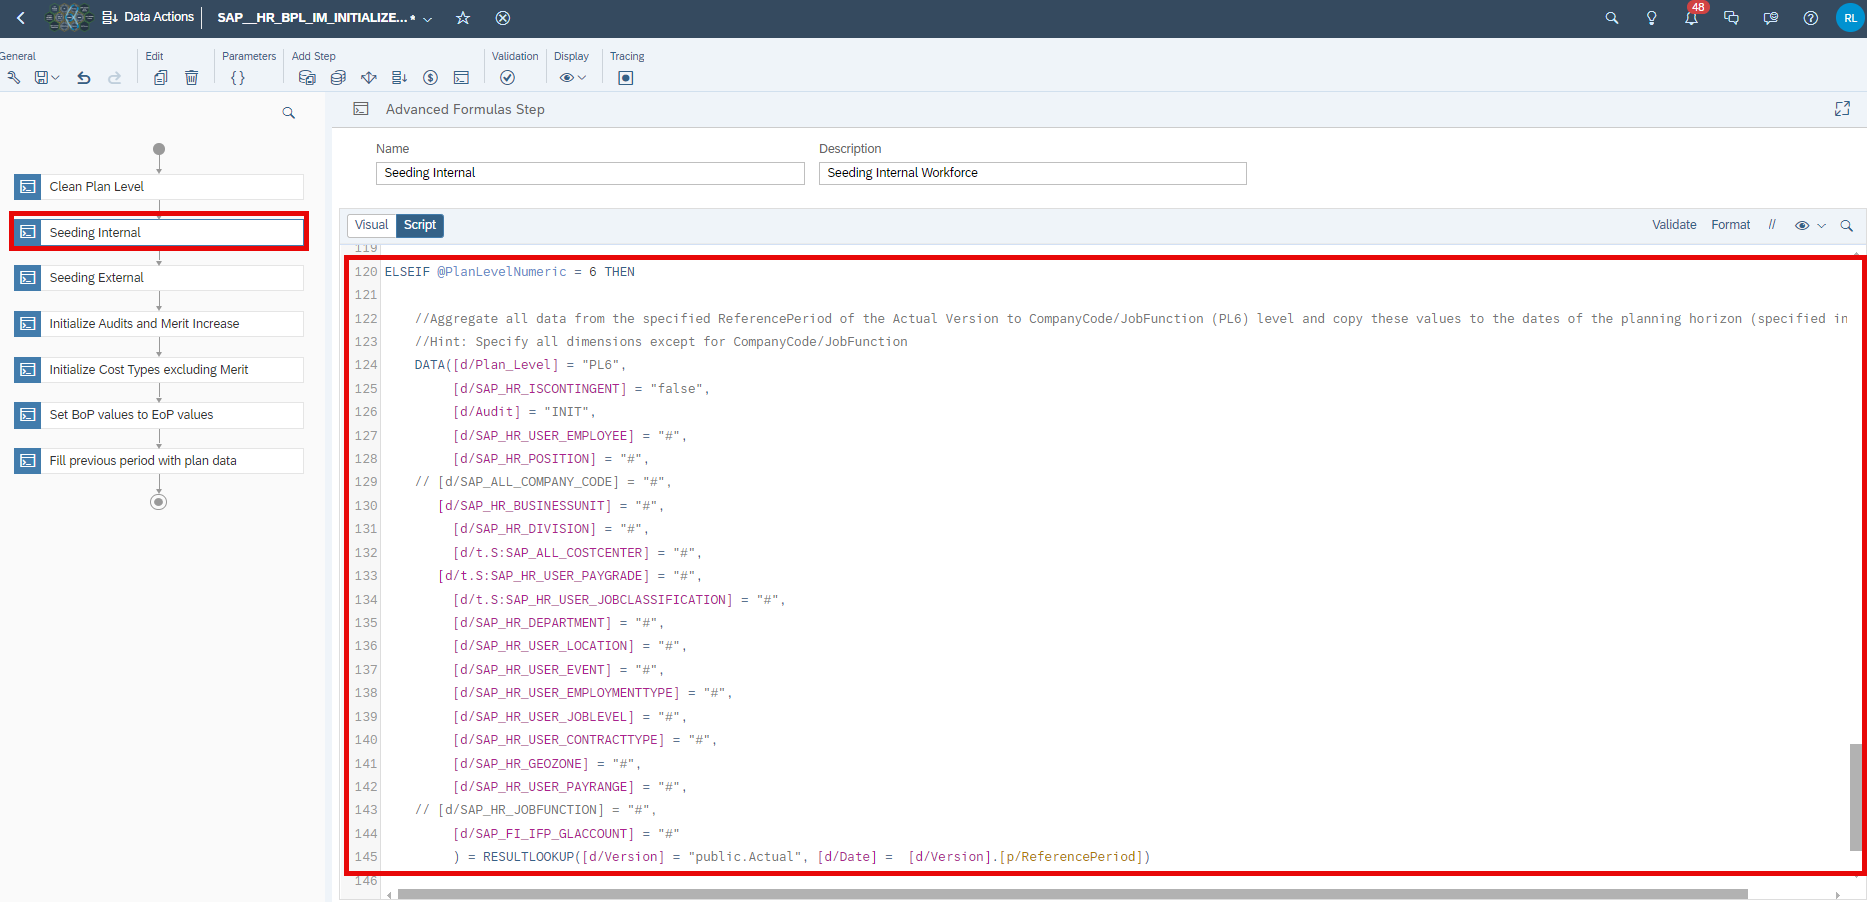 Data Actions
SAP__HR_BPL_IM_INITIALIZE...*
48
RL
General
Edit
Parameters
Add Step
Validation
Display
Tracing
Advanced Formulas Step
Name
Description
Seeding Internal
Seeding Internal Workforce
Clean Plan Level
Seeding Internal
Seeding External
Initialize Audits and Merit Increase
Initialize Cost Types excluding Merit
Set BoP values to EoP values
Fill previous period with plan data
Visual Script
Validate Format //
119
120 ELSEIF @PlanLevelNumeric = 6 THEN
121
122 //Aggregate all data from the specified ReferencePeriod of the Actual Version to CompanyCode/JobFunction (PL6) level and copy these values to the dates of the planning horizon (specified in
123 //Hint: Specify all dimensions except for CompanyCode/JobFunction
124 DATA([d/Plan_Level] = "PL6",
125 [d/SAP_HR_ISCONTINGENT] = "false",
126 [d/Audit] = "INIT",
127 [d/SAP_HR_USER_EMPLOYEE] = "#",
128 [d/SAP_HR_POSITION] = "#",
129 // [d/SAP_ALL_COMPANY_CODE] = "#",
130 [d/SAP_HR_BUSINESSUNIT] = "#",
131 [d/SAP_HR_DIVISION] = "#",
132 [d/t.S:SAP_ALL_COSTCENTER] = "#",
133 [d/t.S:SAP_HR_USER_PAYGRADE] = "#",
134 [d/t.S:SAP_HR_USER_JOBCLASSIFICATION] = "#",
135 [d/SAP_HR_DEPARTMENT] = "#",
136 [d/SAP_HR_USER_LOCATION] = "#",
137 [d/SAP_HR_USER_EVENT] = "#",
138 [d/SAP_HR_USER_EMPLOYMENTTYPE] = "#",
139 [d/SAP_HR_USER_JOBLEVEL] = "#",
140 [d/SAP_HR_USER_CONTRACTTYPE] = "#",
141 [d/SAP_HR_GEOZONE] = "#",
142 [d/SAP_HR_USER_PAYRANGE] = "#",
143 // [d/SAP_HR_JOBFUNCTION] = "#",
144 [d/SAP_FI_IFP_GLACCOUNT] = "#"
145 ) = RESULTLOOKUP([d/Version] = "public.Actual", [d/Date] = [d/Version].[p/ReferencePeriod])
146